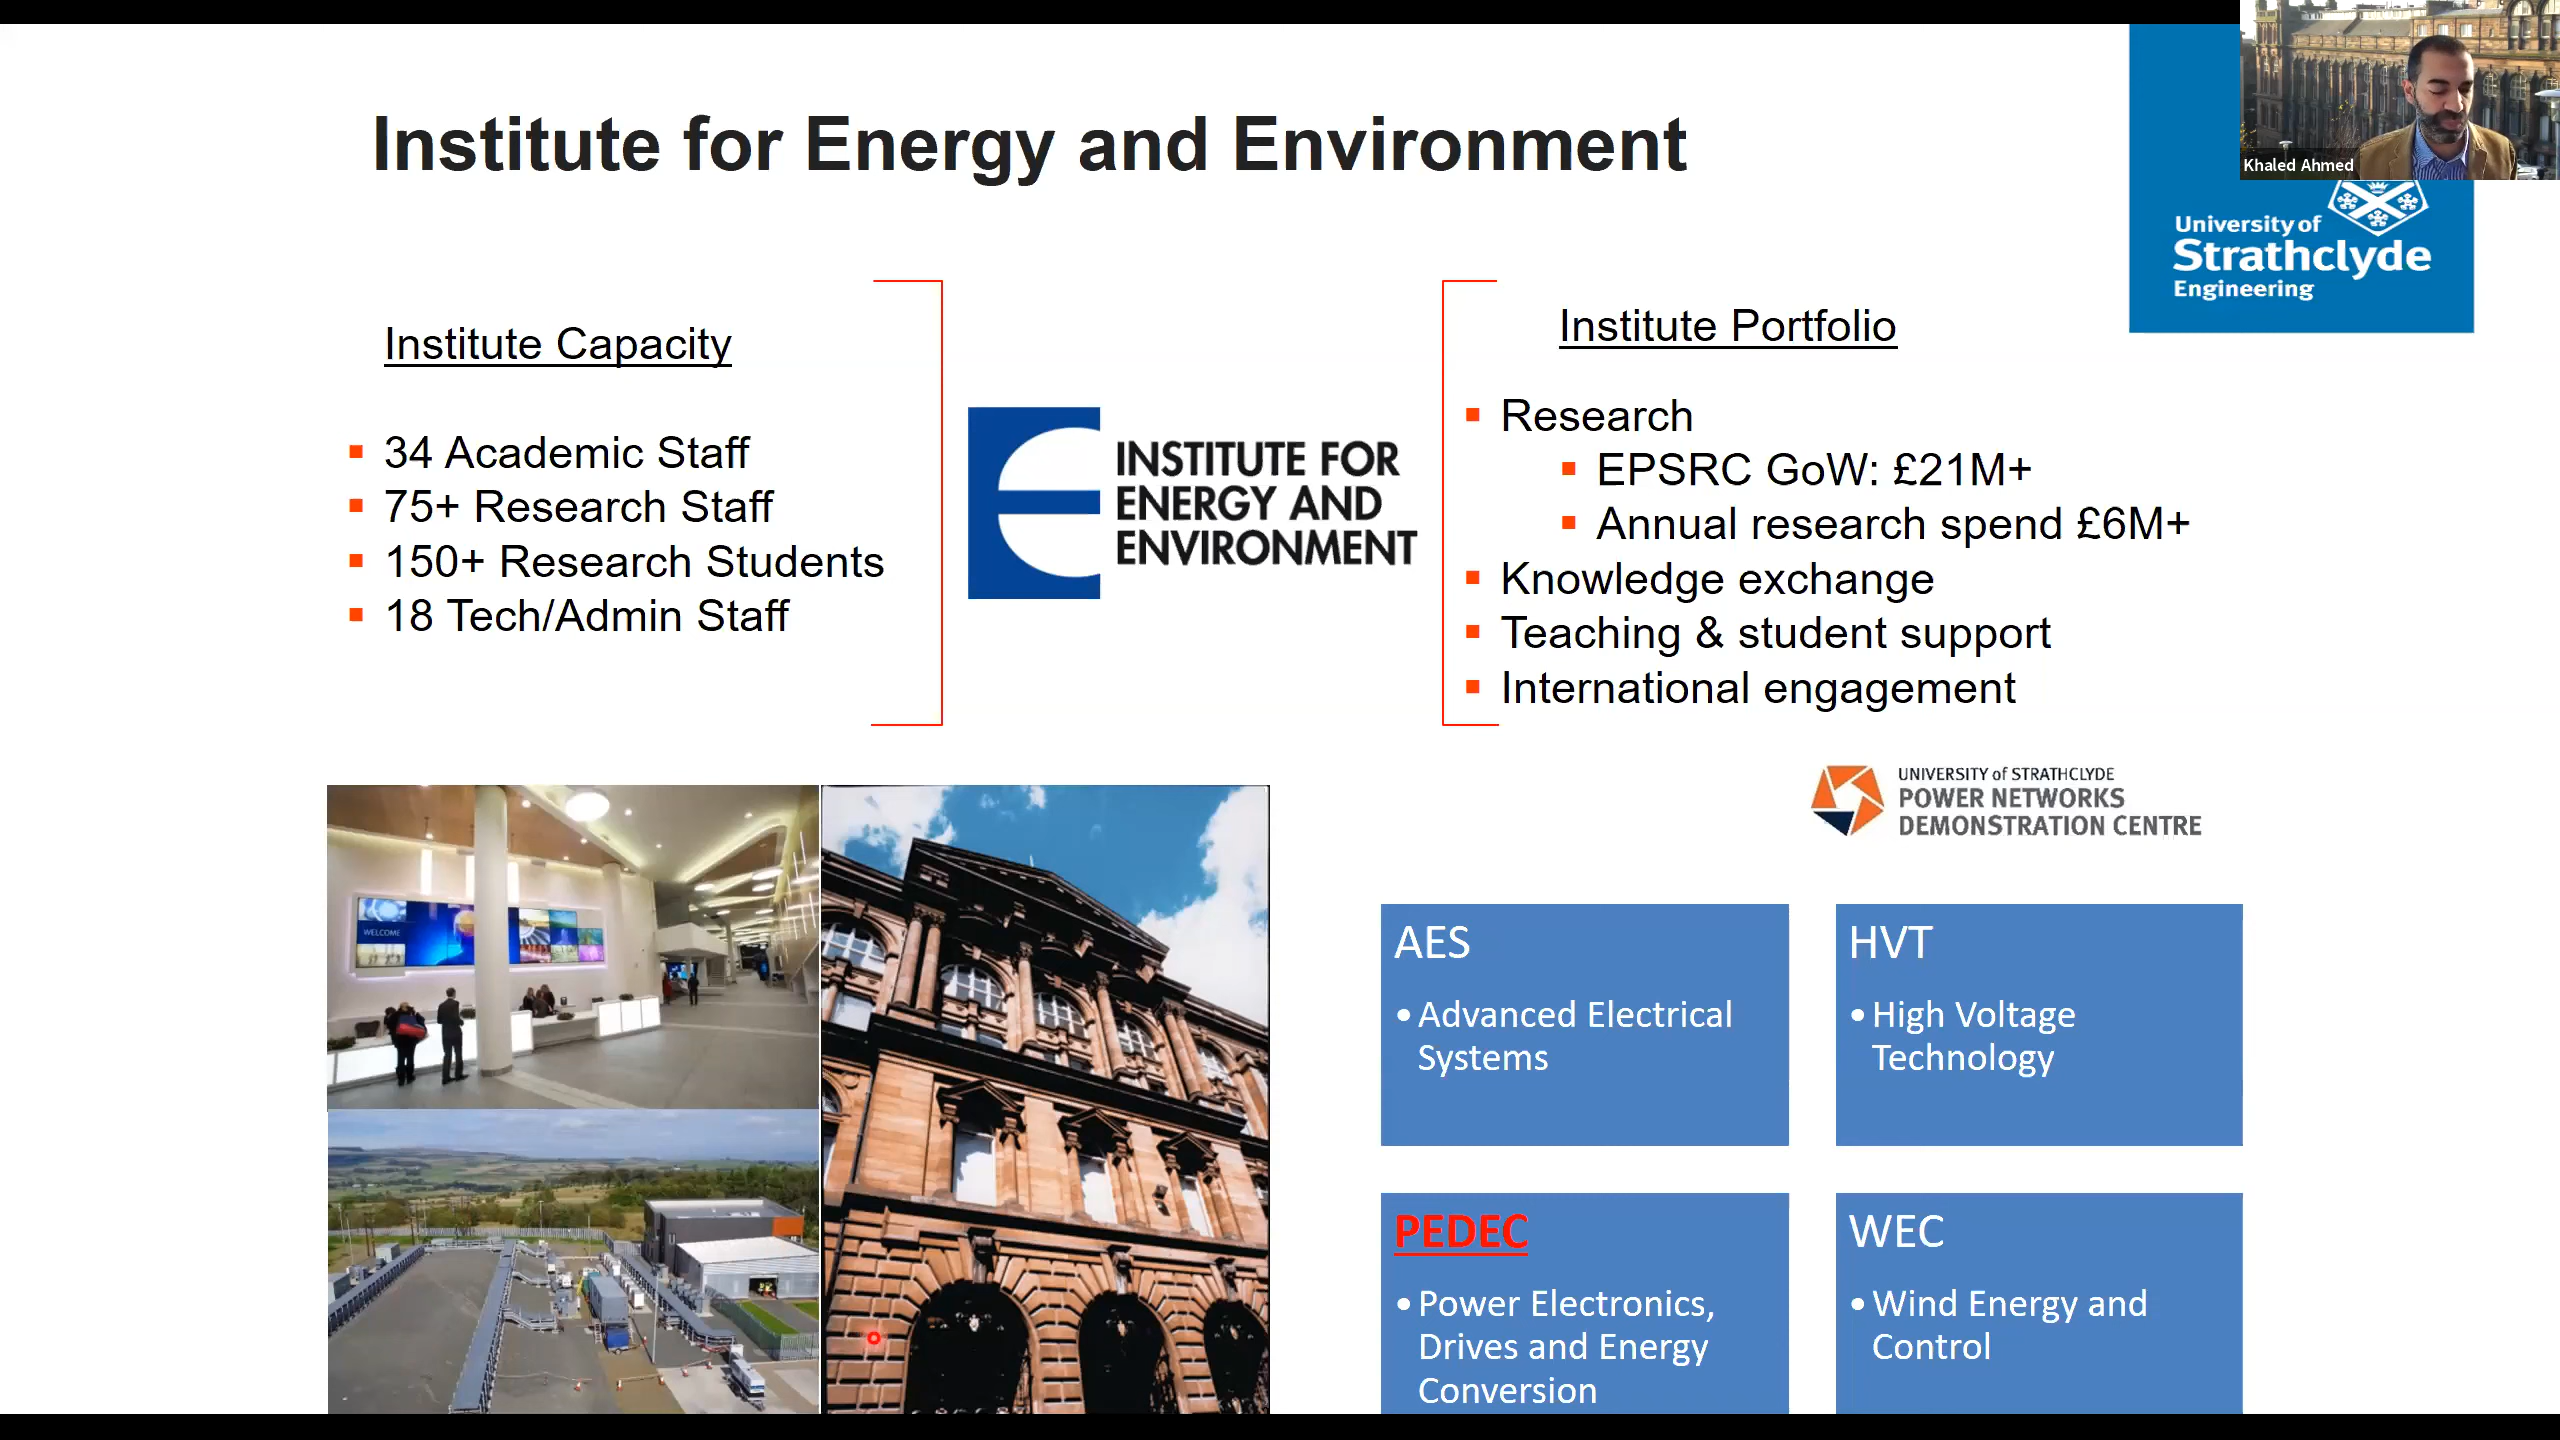 Institute for Energy and Environment
Khaled Ahmed
University of
Strathclyde
Engineering
Institute Capacity
34 Academic Staff
75+ Research Staff
150+ Research Students
18 Tech/Admin Staff
INSTITUTE FOR
ENERGY AND
ENVIRONMENT
Institute Portfolio
Research
EPSRC GoW: £21M+
Annual research spend £6M+
Knowledge exchange
Teaching & student support
International engagement
WELCOME
UNIVERSITY of STRATHCLYDE
POWER NETWORKS
DEMONSTRATION CENTRE
AES
• Advanced Electrical
Systems
HVT
• High Voltage
Technology
PEDEC
• Power Electronics,
Drives and Energy
Conversion
WEC
• Wind Energy and
Control